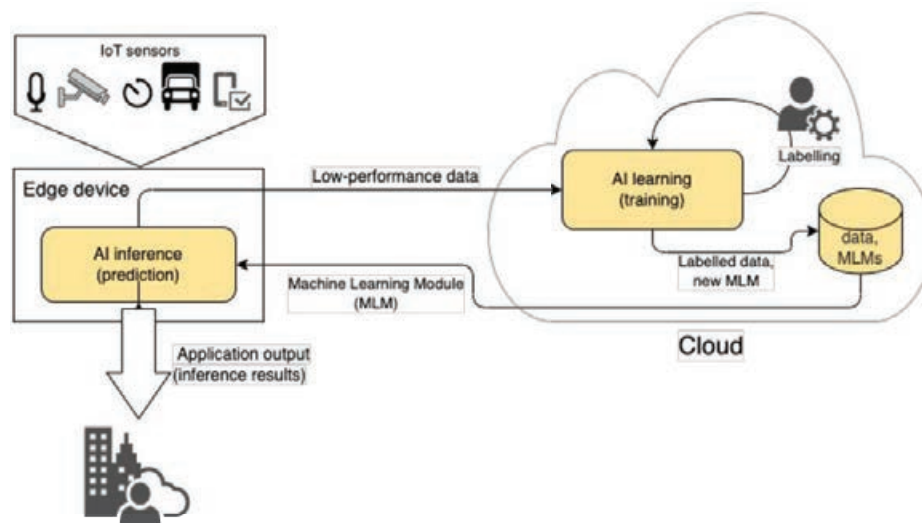 IoT sensors
Edge device
AI inference
(prediction)
Low-performance data
Machine Learning Module
(MLM)
Application output
(inference results)
AI learning
(training)
Labelling
Labelled data,
new MLM
data,
MLMs
Cloud